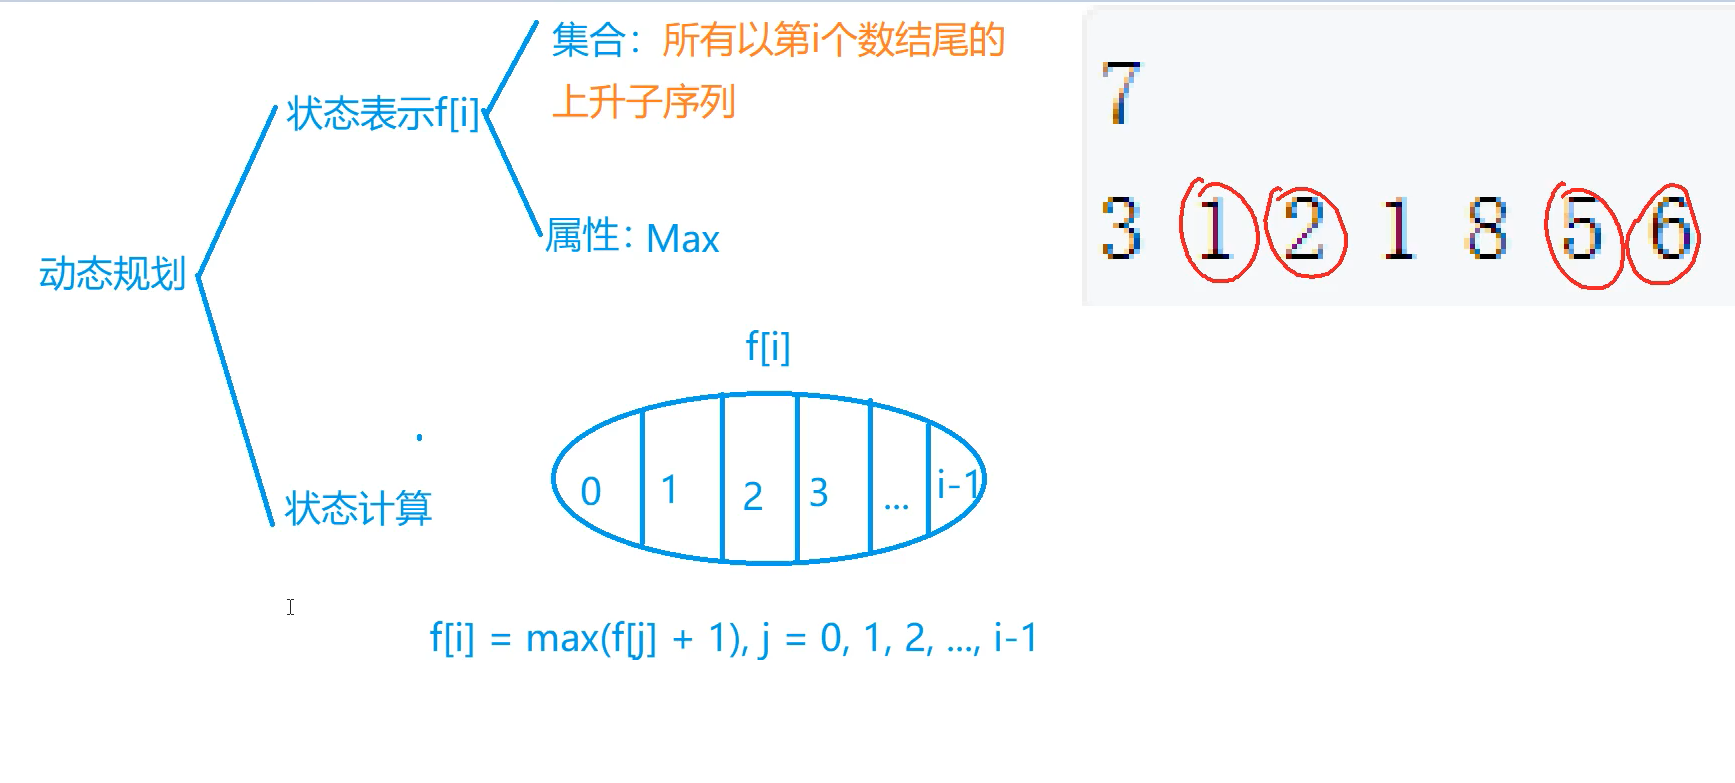 集合：所有以第i个数结尾的
上升子序列
状态表示f[i]
属性：Max
动态规划
f[i]
0 1 2 3 ... i-1
状态计算
f[i] = max(f[j] + 1), j = 0, 1, 2, ..., i-1
7
3 1 2 1 8 5 6